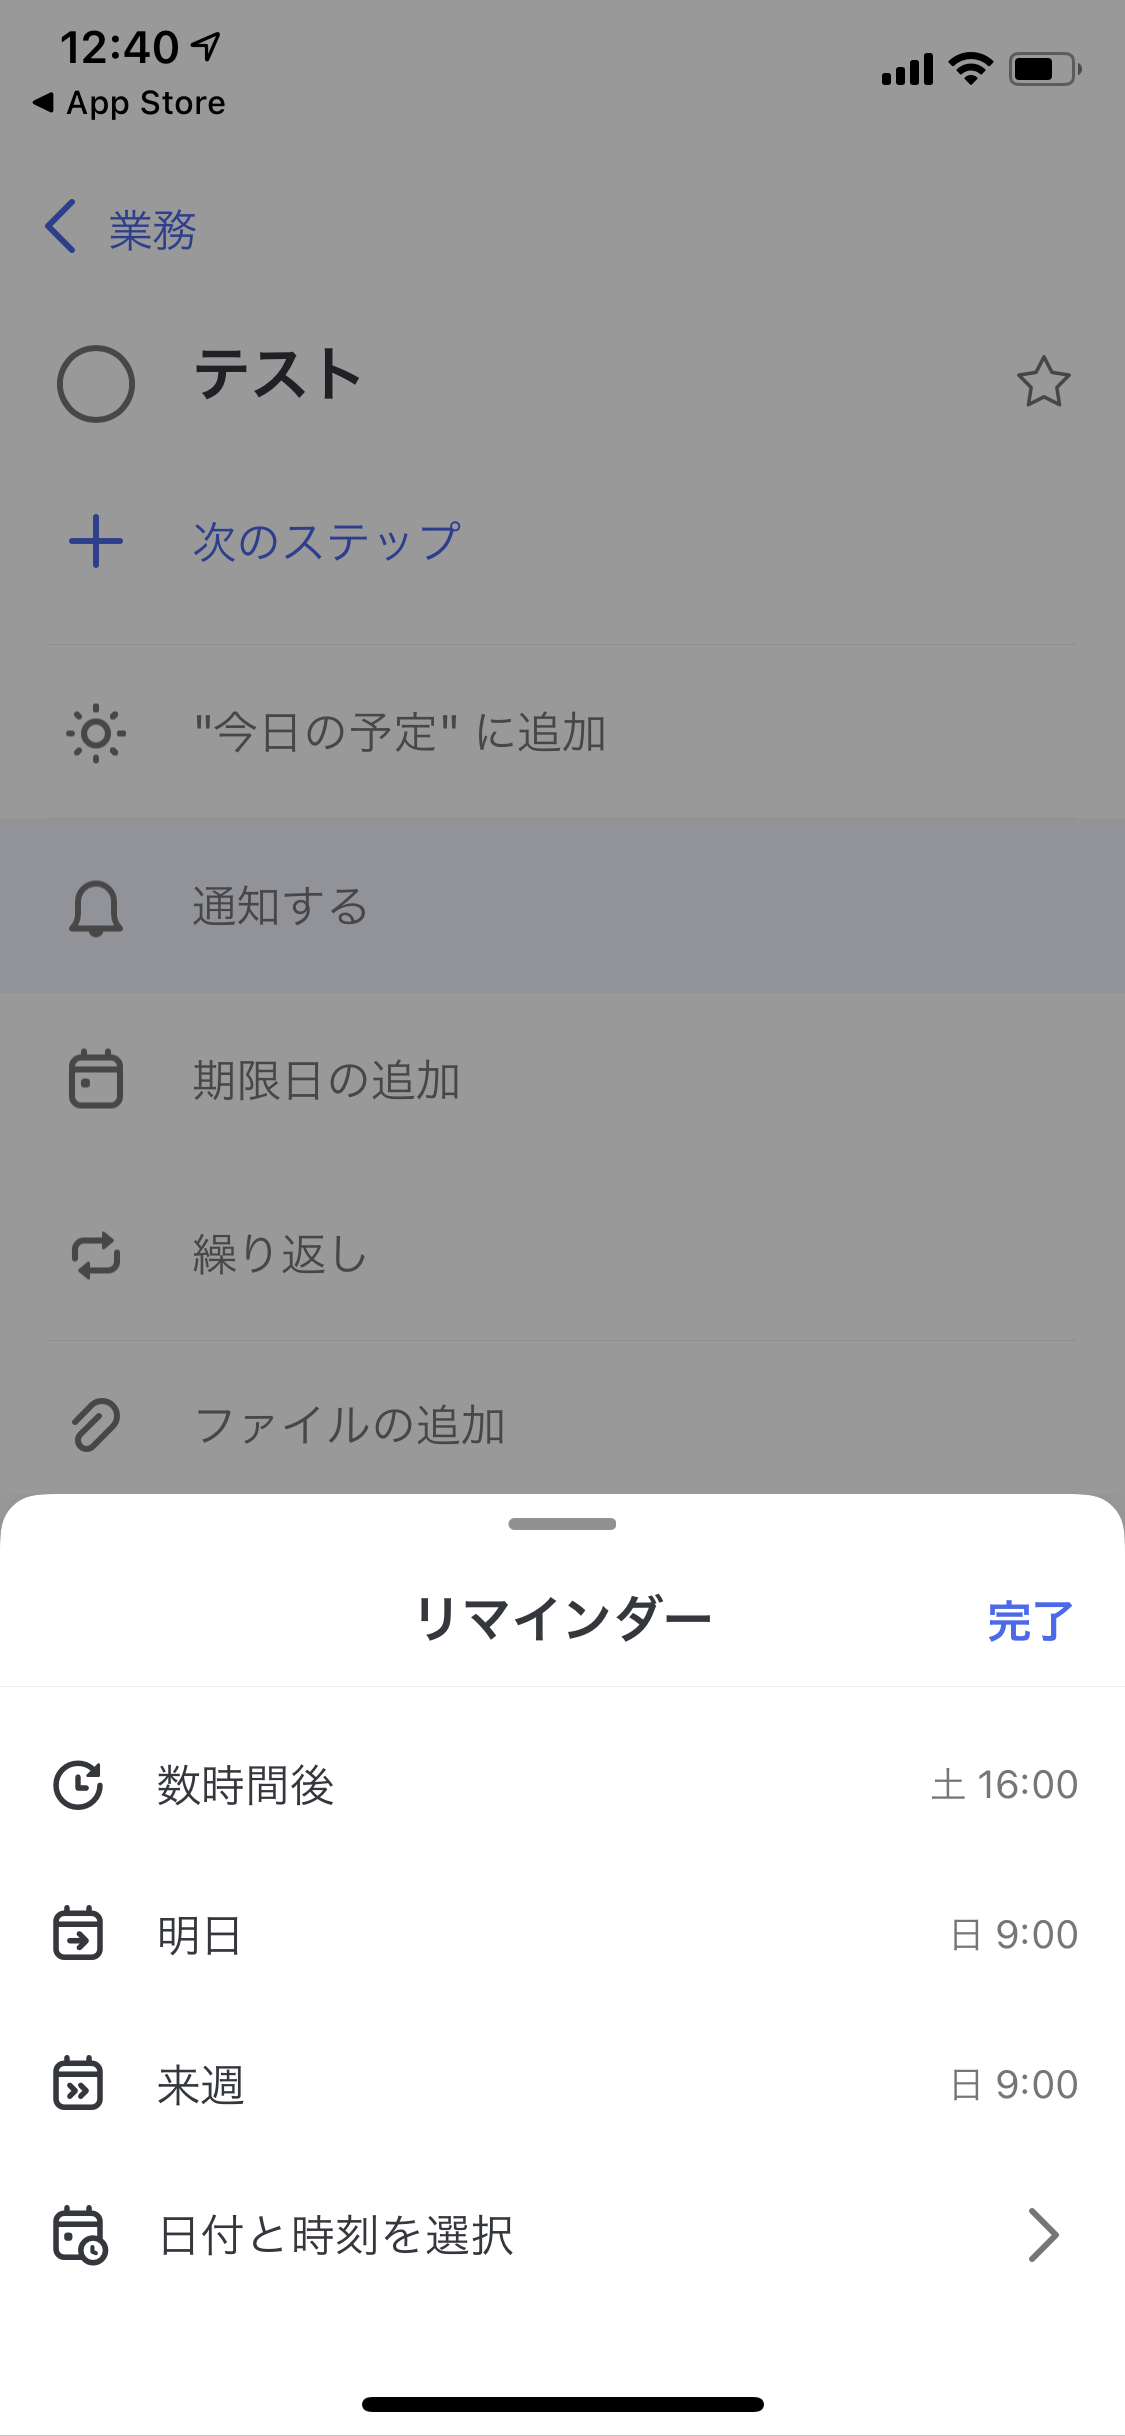 12:40
App Store
業務
テスト
次のステップ
"今日の予定" に追加
通知する
期限日の追加
繰り返し
ファイルの追加
リマインダー
完了
数時間後 土 16:00
明日 日 9:00
来週 日 9:00
日付と時刻を選択